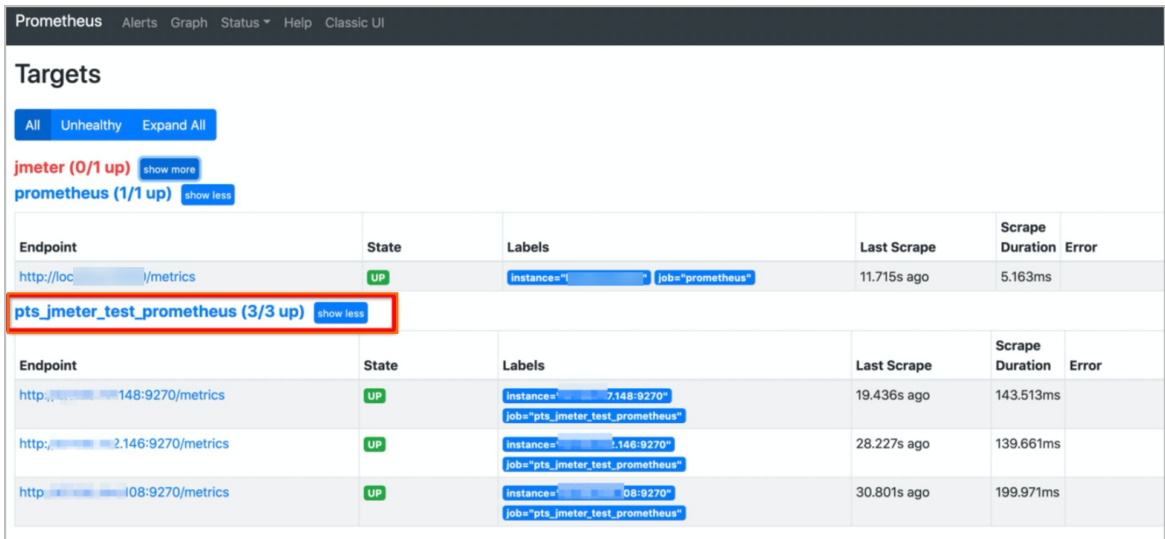 Prometheus Alerts Graph Status Help Classic UI
Targets
All Unhealthy Expand All
jmeter (0/1 up) show more
prometheus (1/1 up) show less
Endpoint State Labels Last Scrape Scrape Duration Error
http://loc /metrics UP instance=" " job="prometheus" 11.715s ago 5.163ms
pts_jmeter_test_prometheus (3/3 up) show less
Endpoint State Labels Last Scrape Scrape Duration Error
http:/ 148:9270/metrics UP instance=" 7.148:9270" 19.436s ago 143.513ms
job="pts_jmeter_test_prometheus"
http:/ 2.146:9270/metrics UP instance=" 2.146:9270" 28.227s ago 139.661ms
job="pts_jmeter_test_prometheus"
http 108:9270/metrics UP instance=" 08:9270" 30.801s ago 199.971ms
job="pts_jmeter_test_prometheus"